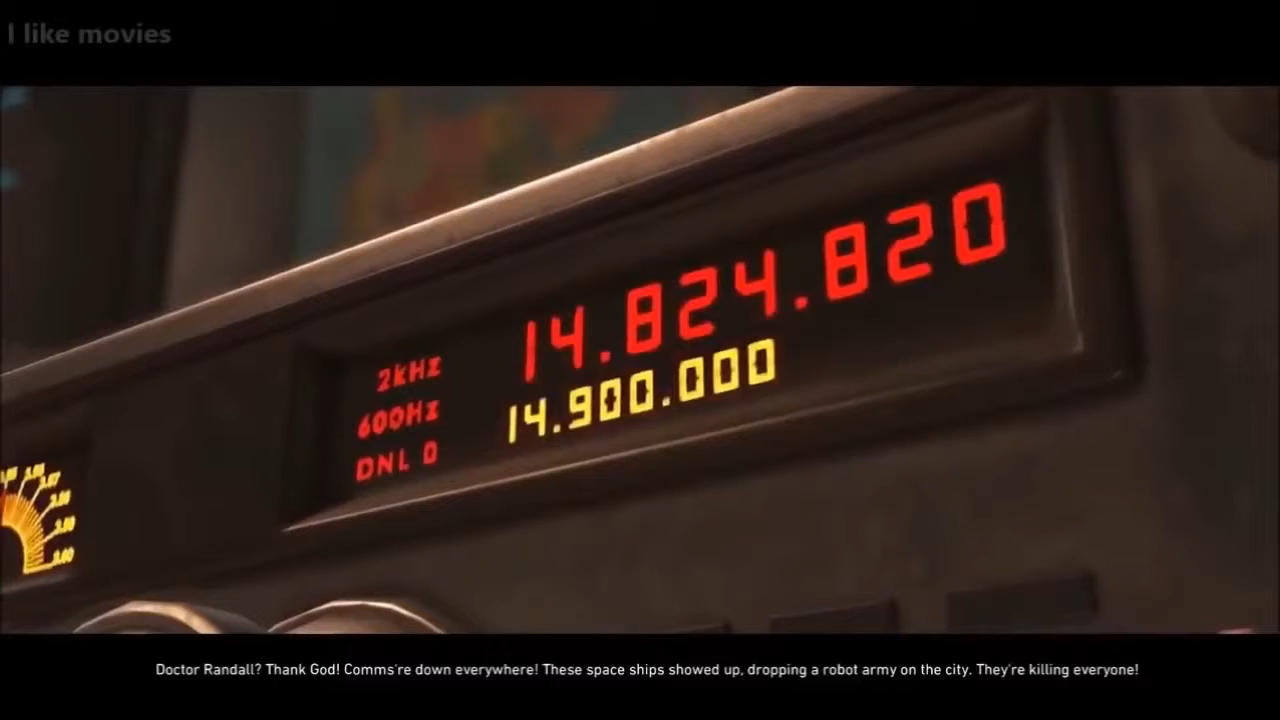 I like movies
14.824.820
2kHz
14.900.000
600Hz
DNL 0
Doctor Randall? Thank God! Comms're down everywhere! These space ships showed up, dropping a robot army on the city. They're killing everyone!